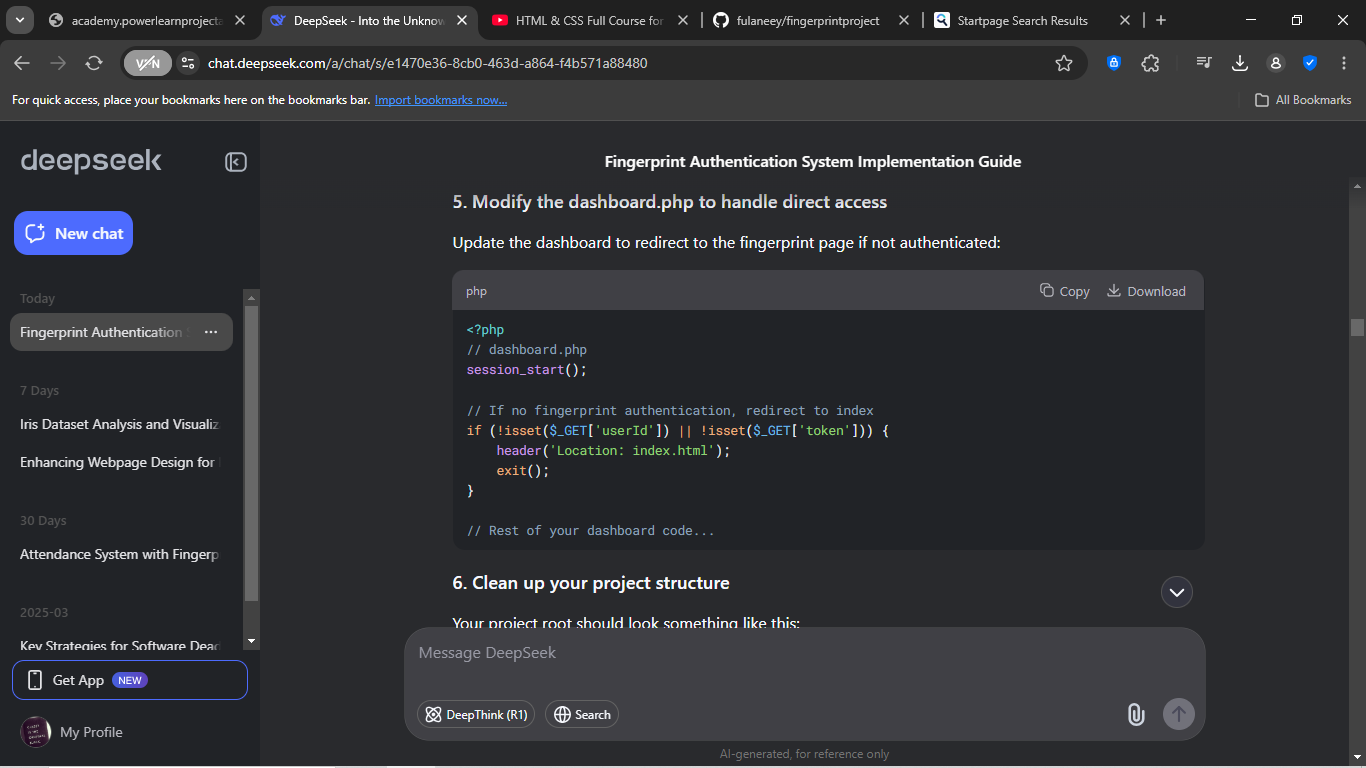 academy.powerlearnprojecta
DeepSeek - Into the Unknow
HTML & CSS Full Course for
fulaneey/fingerprintproject
Startpage Search Results
VPN
chat.deepseek.com/a/chat/s/e1470e36-8cb0-463d-a864-f4b571a88480
For quick access, place your bookmarks here on the bookmarks bar. Import bookmarks now...
All Bookmarks
deepseek
New chat
Today
Fingerprint Authentication
7 Days
Iris Dataset Analysis and Visualiz
Enhancing Webpage Design for
30 Days
Attendance System with Fingerp
2025-03
Key Strategies for Software Dead
Get App NEW
My Profile
Fingerprint Authentication System Implementation Guide
5. Modify the dashboard.php to handle direct access
Update the dashboard to redirect to the fingerprint page if not authenticated:
php
Copy
Download
<?php
// dashboard.php
session_start();
// If no fingerprint authentication, redirect to index
if (!isset($_GET['userId']) || !isset($_GET['token'])) {
header('Location: index.html');
exit();
}
// Rest of your dashboard code...
6. Clean up your project structure
Your project root should look something like this:
Message DeepSeek
DeepThink (R1)
Search
AI-generated, for reference only